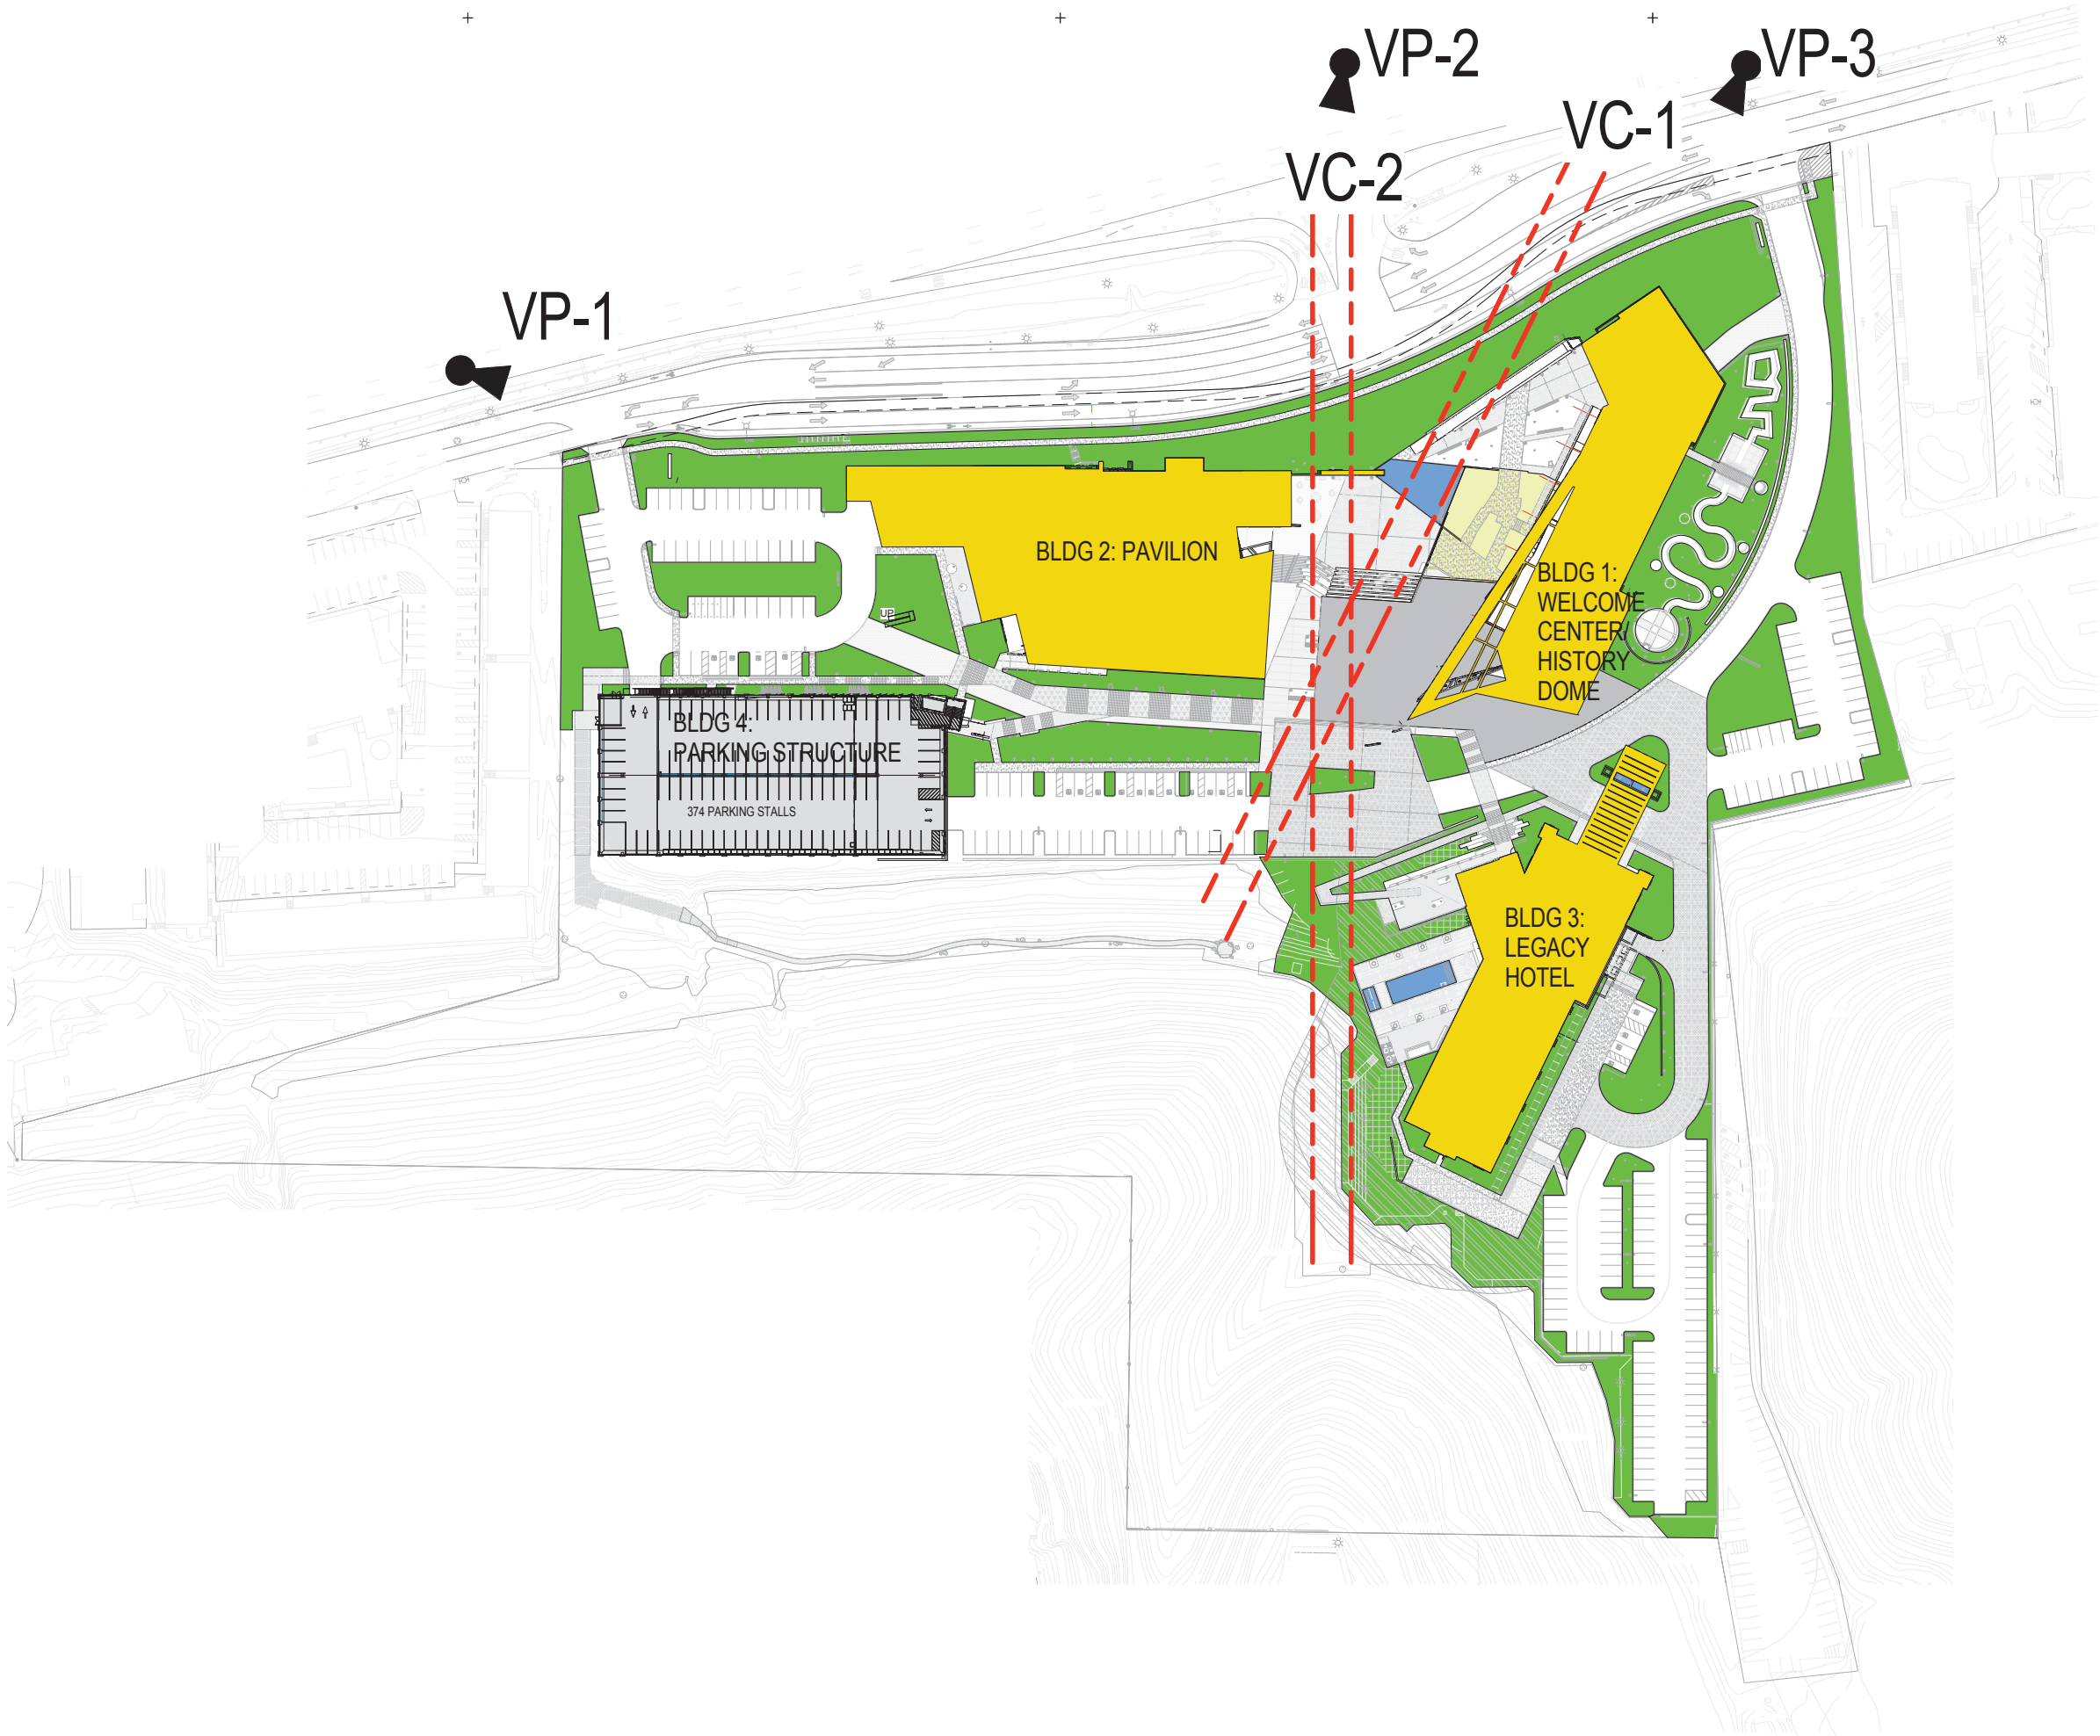 VP-2
VP-3
VC-1
VC-2
VP-1
BLDG 2: PAVILION
BLDG 1:
WELCOME
CENTER/
HISTORY
DOME
UP
BLDG 4:
PARKING STRUCTURE
374 PARKING STALLS
BLDG 3:
LEGACY
HOTEL